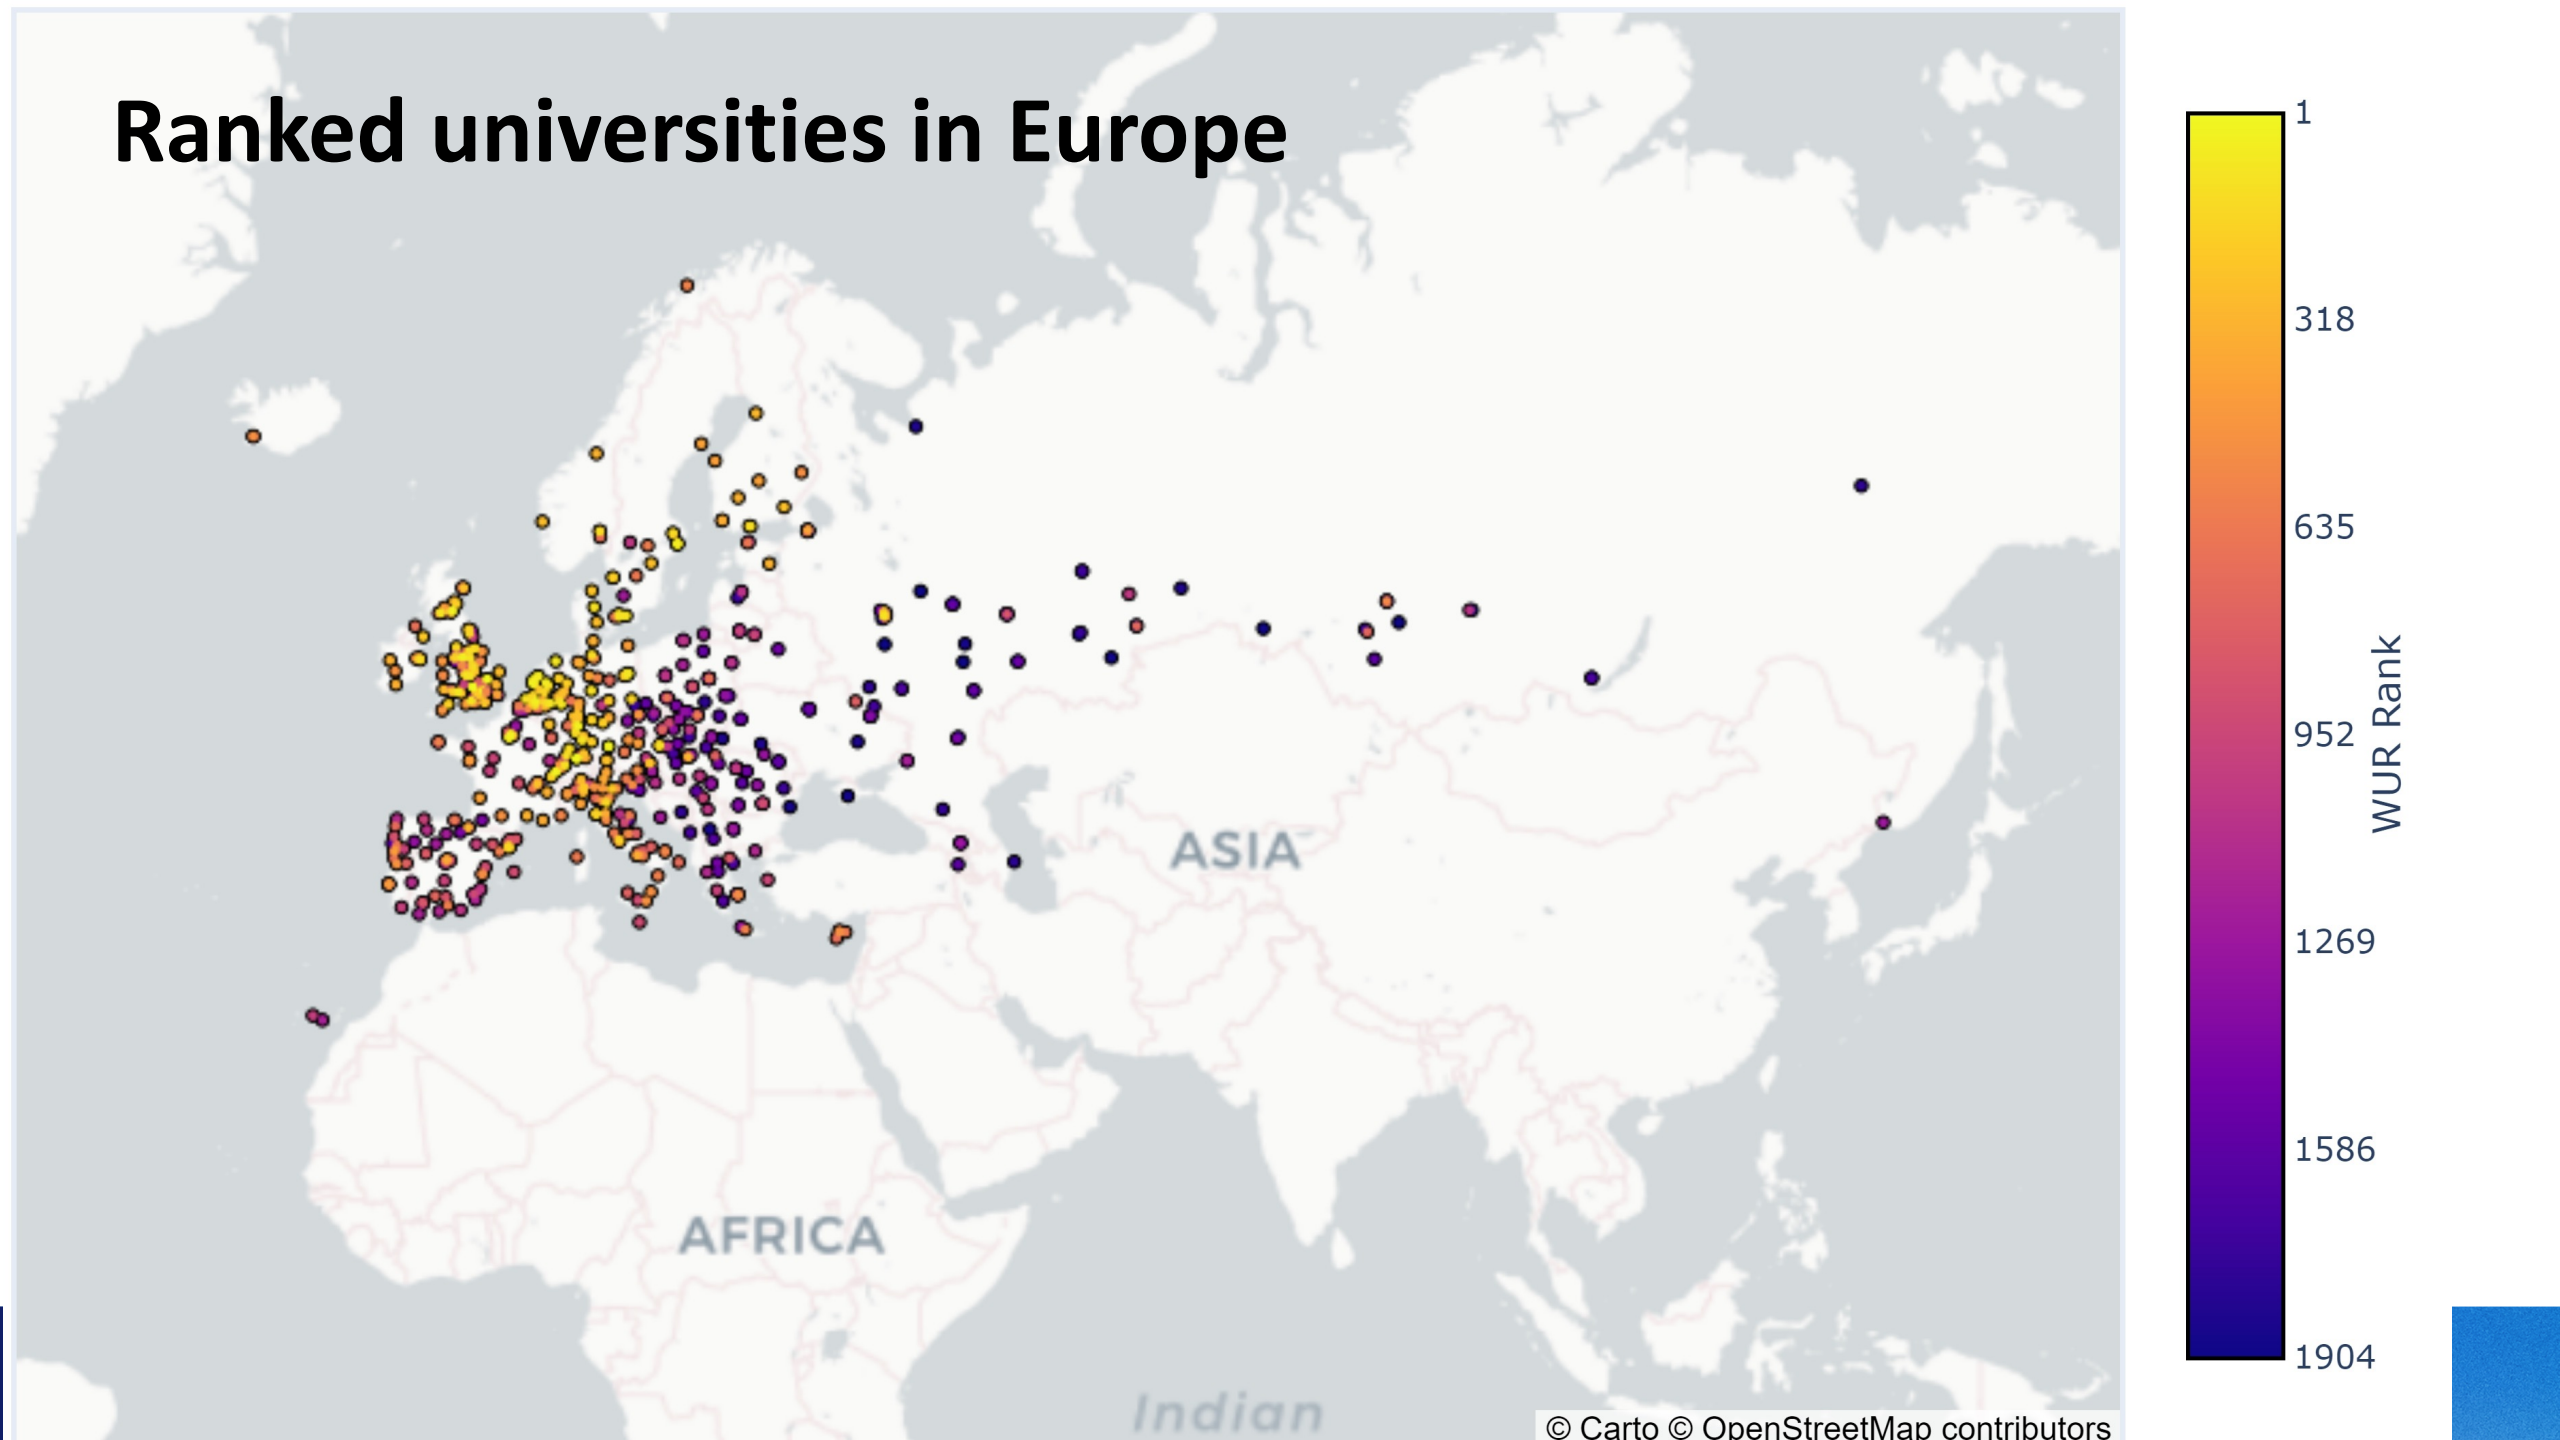 Ranked universities in Europe
ASIA
AFRICA
Indian
© Carto © OpenStreetMap contributors
1
318
635
952
1269
1586
1904
WUR Rank